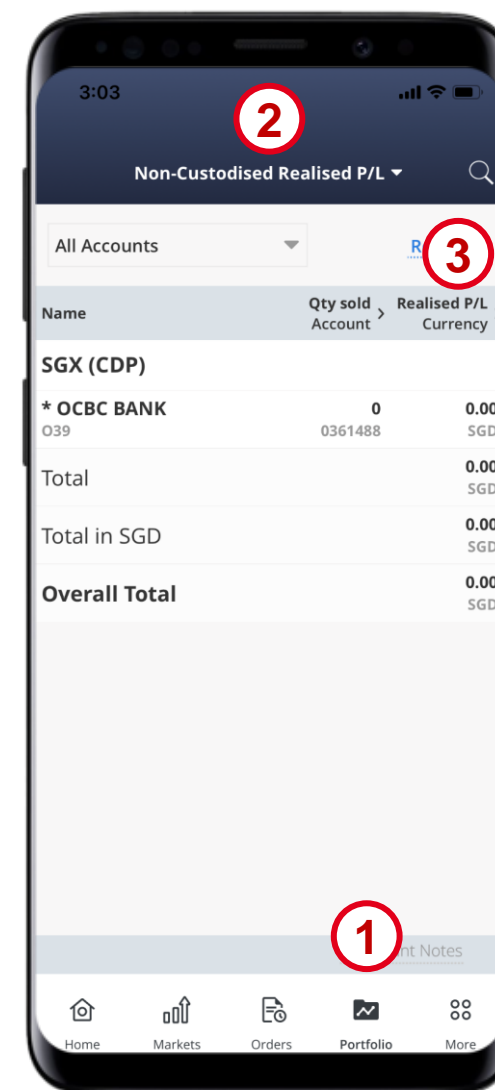 3:03
2
Non-Custodised Realised P/L
All Accounts
3
Name Qty sold Realised P/L
Account Currency
SGX (CDP)
* OCBC BANK 0 0.00
O39 0361488 SGD
Total 0.00
SGD
Total in SGD 0.00
SGD
Overall Total 0.00
SGD
1
Notes
Home Markets Orders Portfolio More